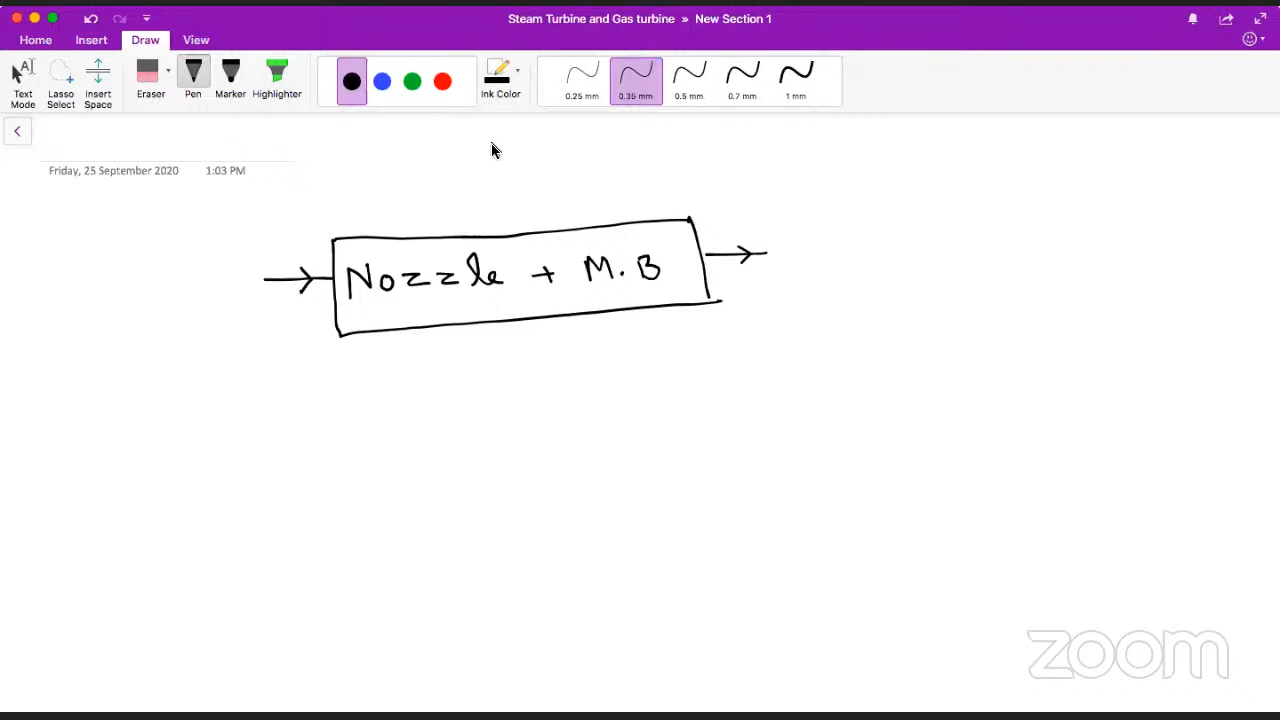 Steam Turbine and Gas turbine » New Section 1
Home Insert Draw View
Text Mode Lasso Select Insert Space Eraser Pen Marker Highlighter Ink Color 0.25 mm 0.35 mm 0.5 mm 0.7 mm 1 mm
Friday, 25 September 2020 1:03 PM
Nozzle + M.B
zoom